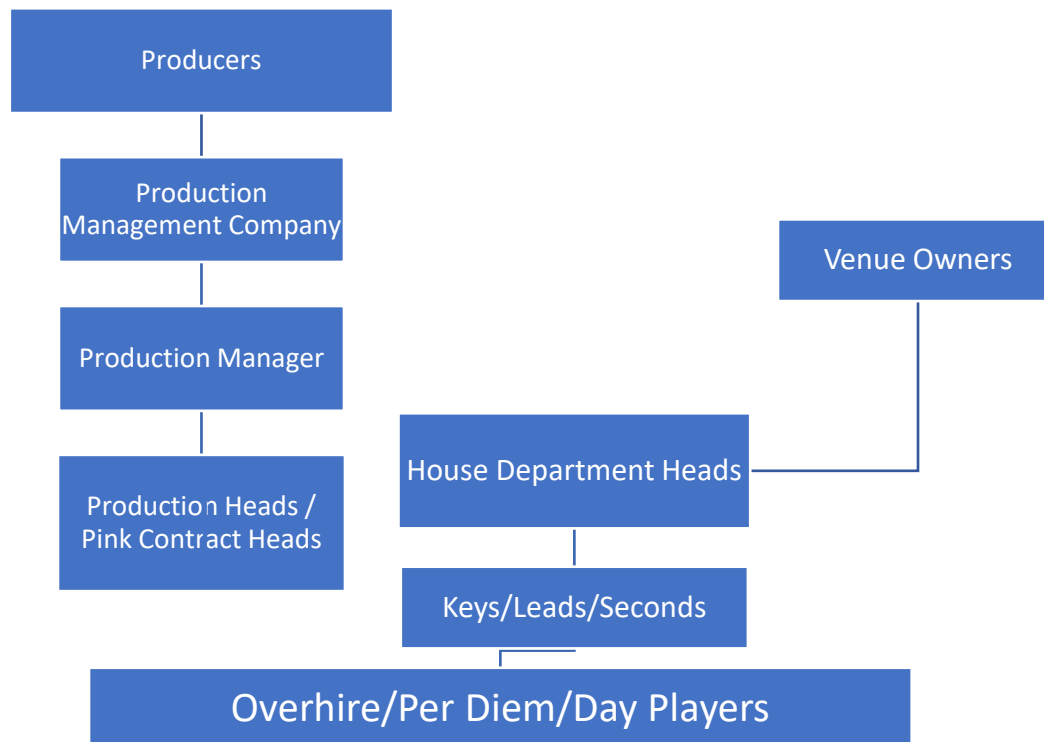 Producers
Production
Management Company
Venue Owners
Production Manager
House Department Heads
Production Heads /
Pink Contract Heads
Keys/Leads/Seconds
Overhire/Per Diem/Day Players